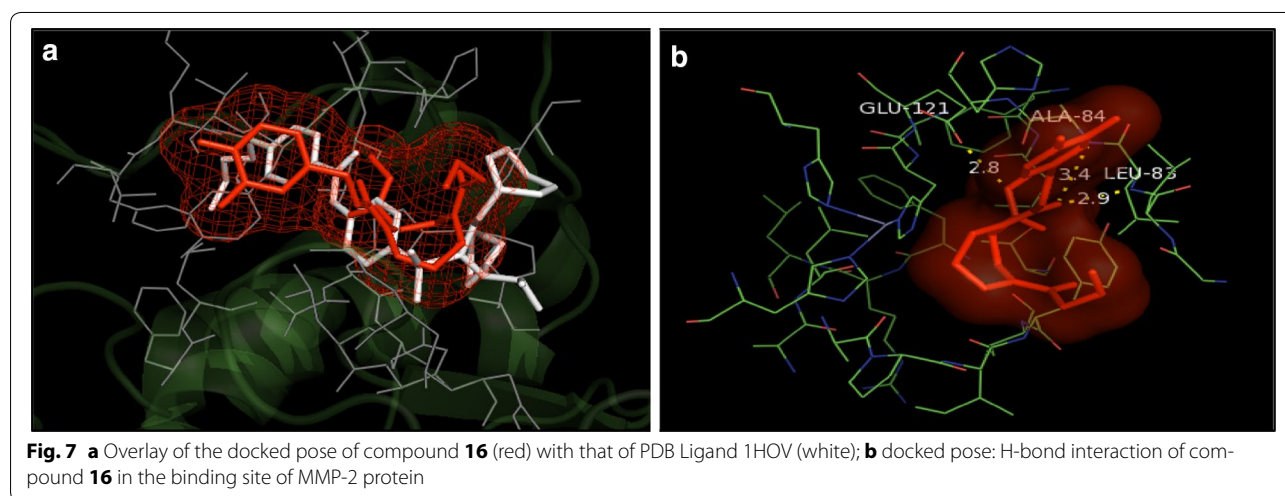 a
b
GLU-121
ALA-84
2.8
3.4
LEU-83
2.9
Fig. 7 a Overlay of the docked pose of compound 16 (red) with that of PDB Ligand 1HOV (white); b docked pose: H-bond interaction of com-
pound 16 in the binding site of MMP-2 protein